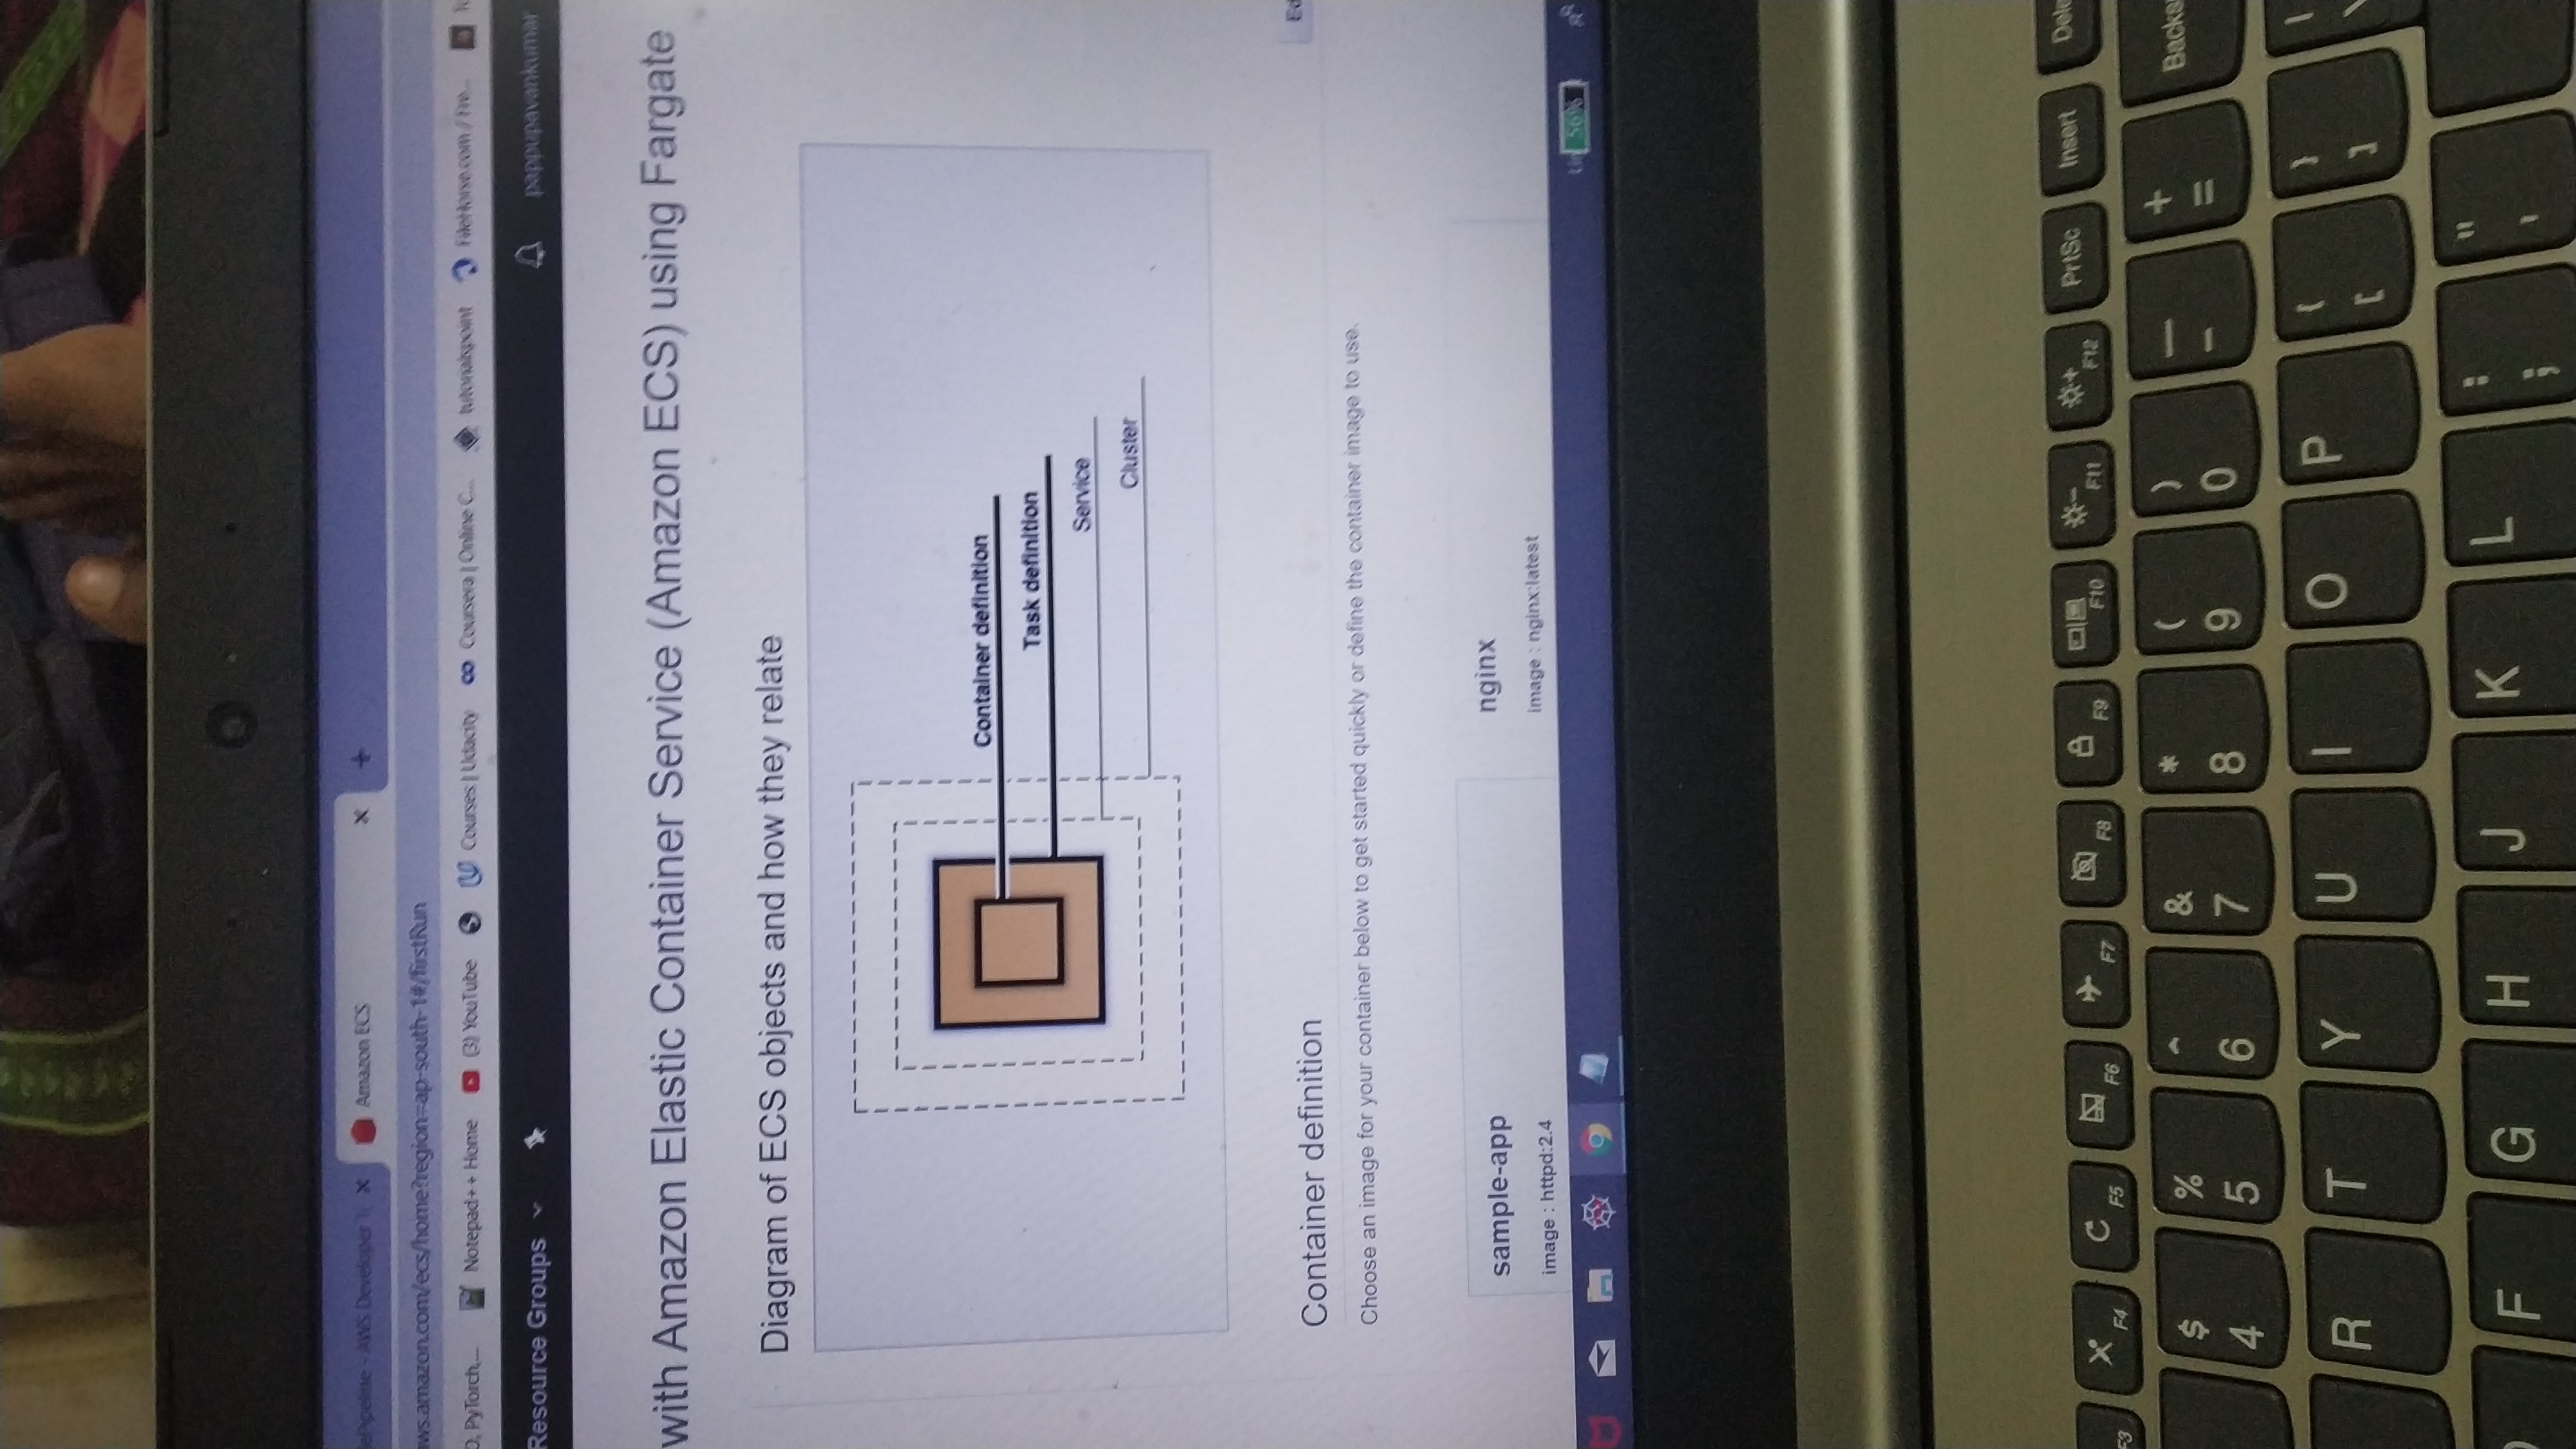 ePipeline - AWS Developer T
Amazon ECS
ws.amazon.com/ecs/home?region=ap-south-1#/firstRun
PyTorch,... Notepad++ Home (3) YouTube Courses | Udacity Coursera | Online C... tutorialspoint FileHorse.com / Fre...
Resource Groups
pappupavankumar
with Amazon Elastic Container Service (Amazon ECS) using Fargate
Diagram of ECS objects and how they relate
Container definition
Task definition
Service
Cluster
Container definition
Ed
Choose an image for your container below to get started quickly or define the container image to use.
sample-app
image : httpd:2.4
nginx
image : nginx:latest
56%
F3 F4 F5 F6 F7 F8 F9 F10 F11 F12 PrtSc Insert Dele
$ % ^ & * ( ) — +
4 5 6 7 8 9 0 - = Backs
R T Y U I O P { }
[ ]
F G H J K L : "
; '